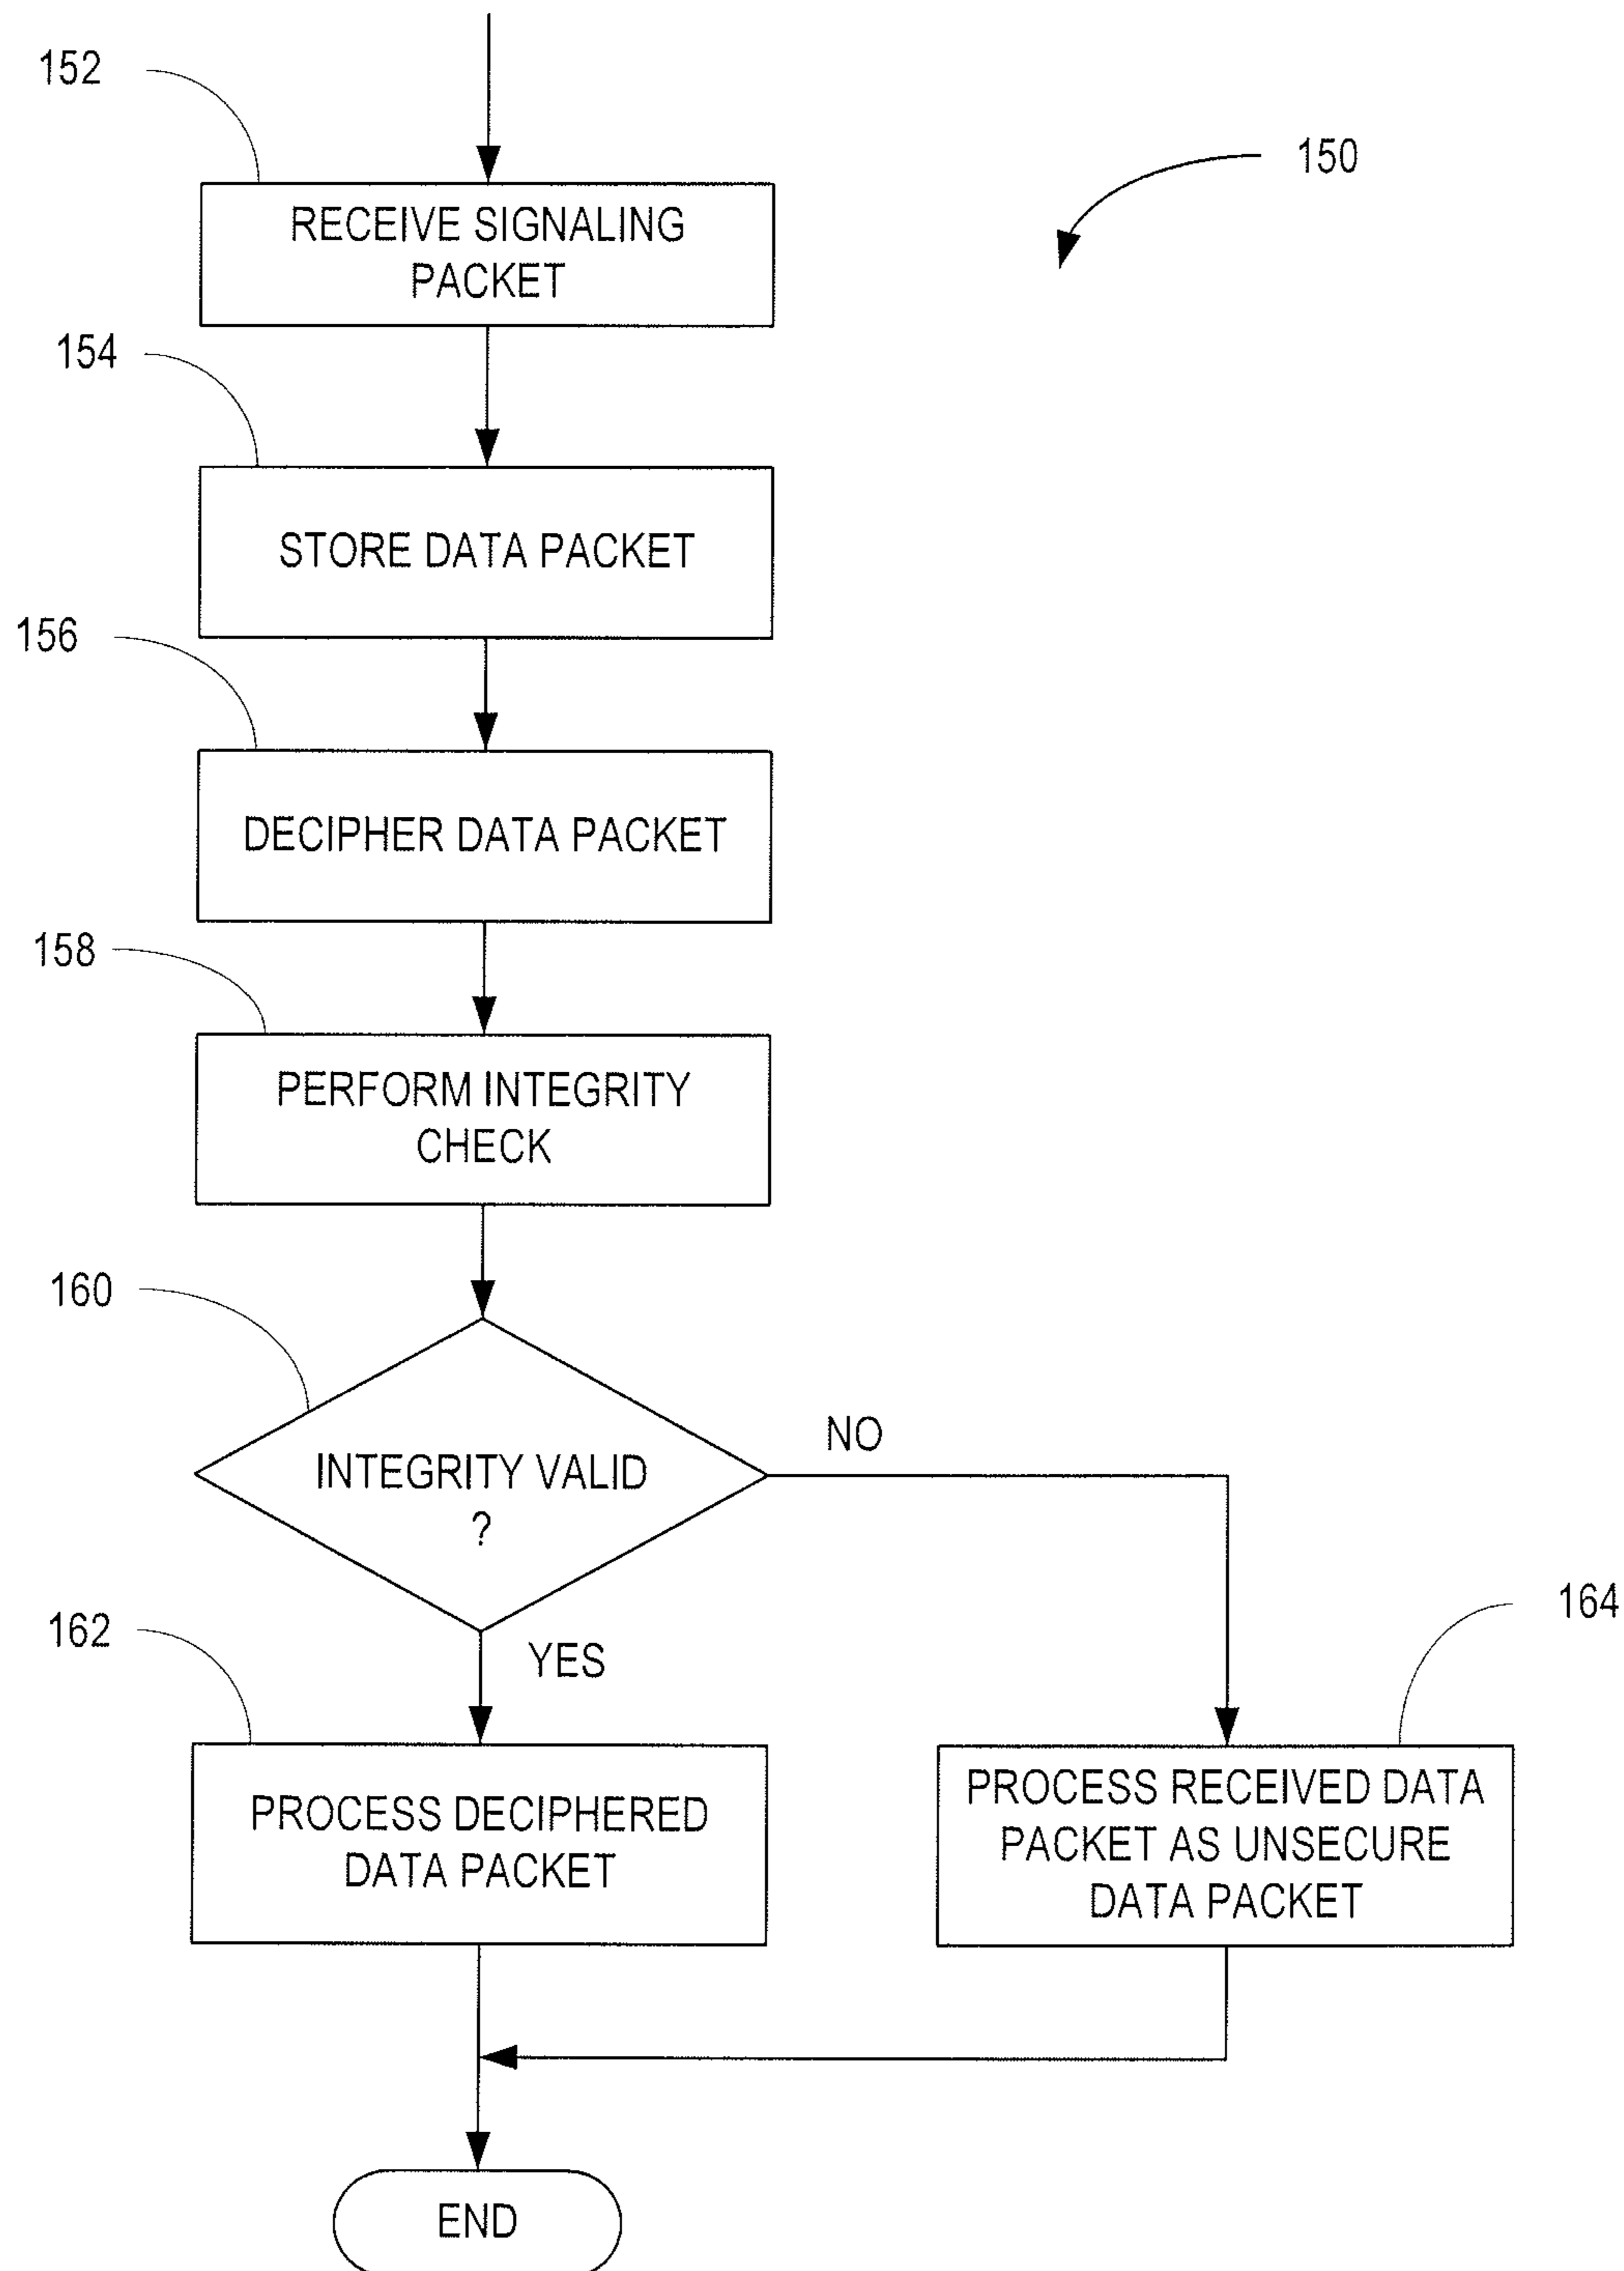 152
150
RECEIVE SIGNALING
PACKET
154
STORE DATA PACKET
156
DECIPHER DATA PACKET
158
PERFORM INTEGRITY
CHECK
160
NO
INTEGRITY VALID
?
162
YES
164
PROCESS DECIPHERED
DATA PACKET
PROCESS RECEIVED DATA
PACKET AS UNSECURE
DATA PACKET
END